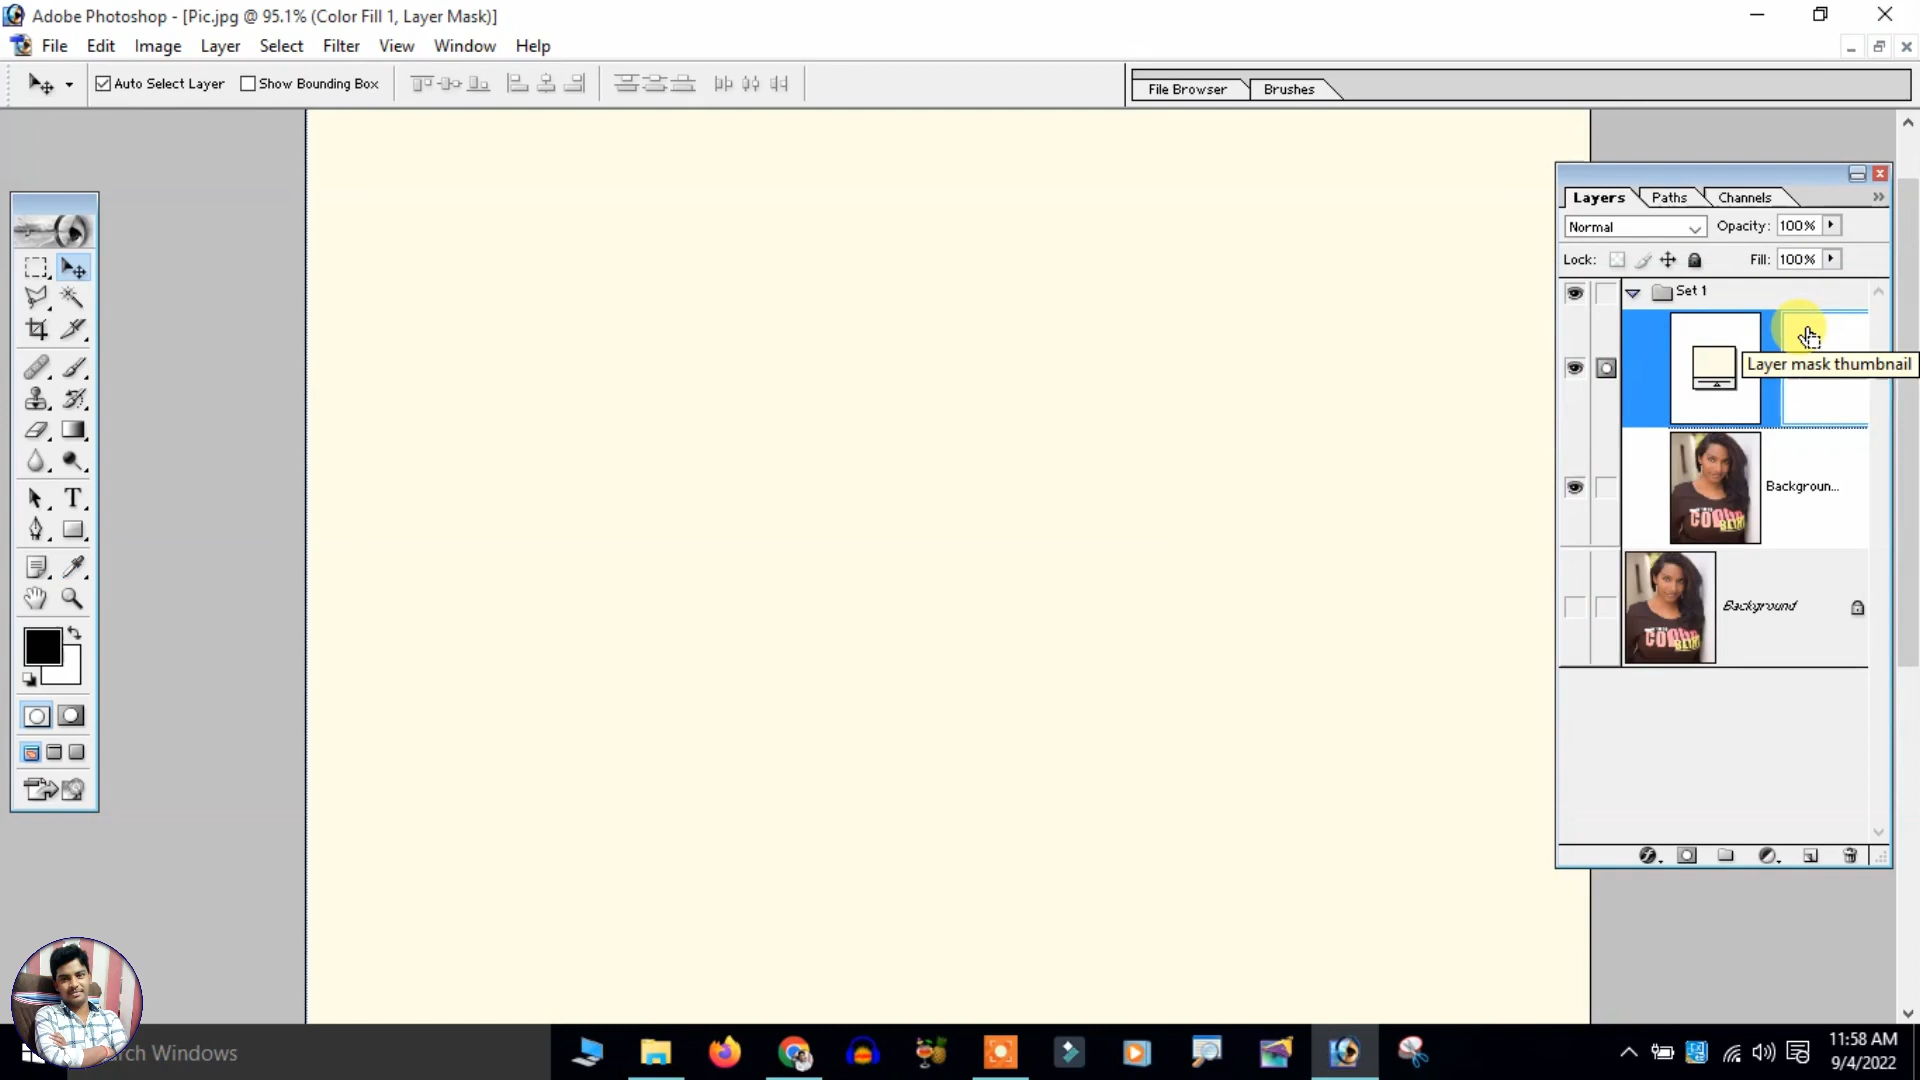 Adobe Photoshop - [Pic.jpg @ 95.1% (Color Fill 1, Layer Mask)]
File Edit Image Layer Select Filter View Window Help
Auto Select Layer Show Bounding Box
File Browser Brushes
Layers Paths Channels
Normal Opacity: 100%
Lock: Fill: 100%
Set 1
Layer mask thumbnail
Backgroun...
Background
T
arch Windows
11:58 AM
9/4/2022